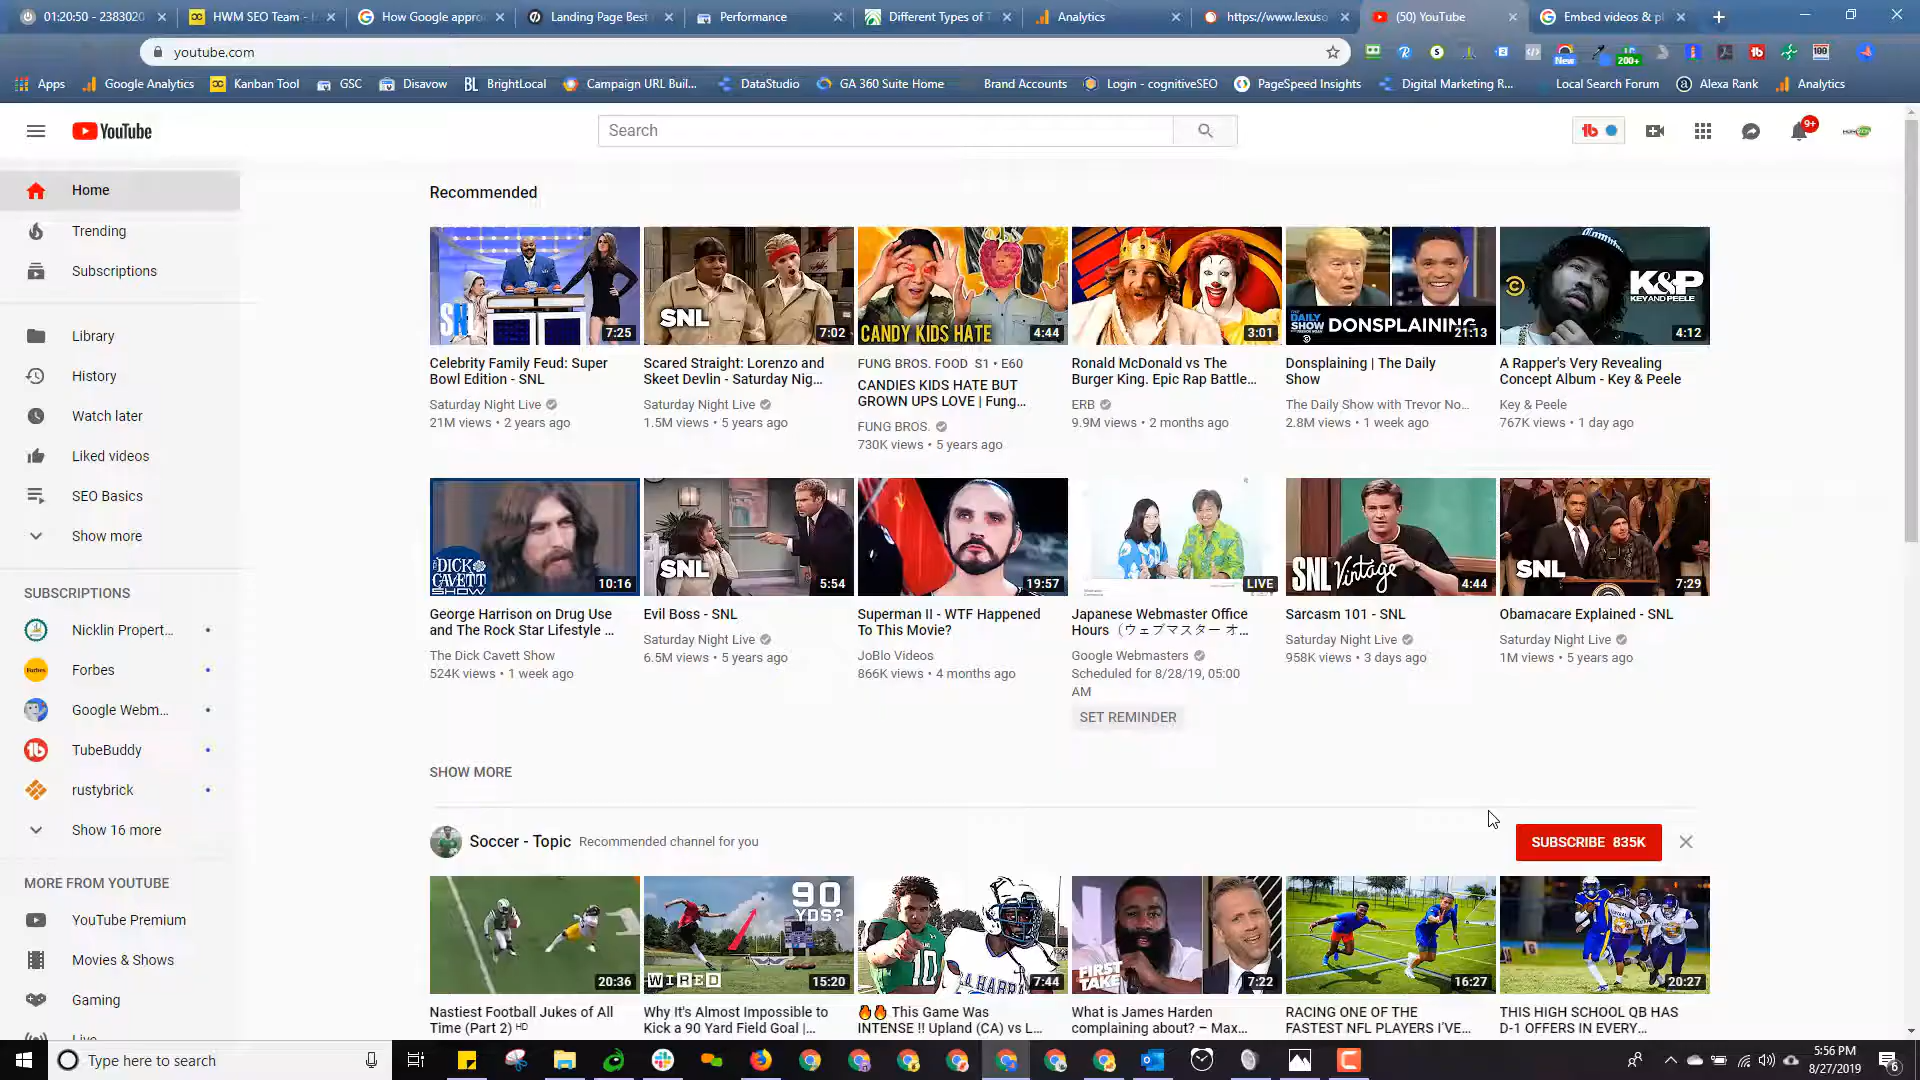 01:20:50 - 2383020
HWM SEO Team -
How Google appro
Landing Page Best
Performance
Different Types of
Analytics
https://www.lexuso
(50) YouTube
Embed videos & pl
youtube.com
New
200+
Apps
Google Analytics
Kanban Tool
GSC
Disavow
BL BrightLocal
Campaign URL Buil...
DataStudio
GA 360 Suite Home
Brand Accounts
Login - cognitiveSEO
PageSpeed Insights
Digital Marketing R...
Local Search Forum
Alexa Rank
Analytics
YouTube
Search
9+
Home
Trending
Subscriptions
Library
History
Watch later
Liked videos
SEO Basics
Show more
SUBSCRIPTIONS
Nicklin Propert...
Forbes
Google Webm...
TubeBuddy
rustybrick
Show 16 more
MORE FROM YOUTUBE
YouTube Premium
Movies & Shows
Gaming
Live
Recommended
7:25
Celebrity Family Feud: Super
Bowl Edition - SNL
Saturday Night Live
21M views • 2 years ago
SNL
7:02
Scared Straight: Lorenzo and
Skeet Devlin - Saturday Nig...
Saturday Night Live
1.5M views • 5 years ago
CANDY KIDS HATE
4:44
FUNG BROS. FOOD S1 • E60
CANDIES KIDS HATE BUT
GROWN UPS LOVE | Fung...
FUNG BROS.
730K views • 5 years ago
3:01
Ronald McDonald vs The
Burger King. Epic Rap Battle...
ERB
9.9M views • 2 months ago
THE DAILY SHOW
DONSPLAINING
21:13
Donsplaining | The Daily
Show
The Daily Show with Trevor No...
2.8M views • 1 week ago
K&P
KEY AND PEELE
4:12
A Rapper's Very Revealing
Concept Album - Key & Peele
Key & Peele
767K views • 1 day ago
DICK CAVETT SHOW
10:16
George Harrison on Drug Use
and The Rock Star Lifestyle ...
The Dick Cavett Show
524K views • 1 week ago
SNL
5:54
Evil Boss - SNL
Saturday Night Live
6.5M views • 5 years ago
19:57
Superman II - WTF Happened
To This Movie?
JoBlo Videos
866K views • 4 months ago
LIVE
Japanese Webmaster Office
Hours（ウェブマスター オ...
Google Webmasters
Scheduled for 8/28/19, 05:00
AM
SET REMINDER
SNL Vintage
4:44
Sarcasm 101 - SNL
Saturday Night Live
958K views • 3 days ago
SNL
7:29
Obamacare Explained - SNL
Saturday Night Live
1M views • 5 years ago
SHOW MORE
Soccer - Topic
Recommended channel for you
SUBSCRIBE 835K
20:36
Nastiest Football Jukes of All
Time (Part 2) HD
90
YDS?
WIRED
15:20
Why It's Almost Impossible to
Kick a 90 Yard Field Goal |...
10
7:44
🔥🔥 This Game Was
INTENSE !! Upland (CA) vs L...
FIRST TAKE
7:22
What is James Harden
complaining about? – Max...
16:27
RACING ONE OF THE
FASTEST NFL PLAYERS I'VE...
20:27
THIS HIGH SCHOOL QB HAS
D-1 OFFERS IN EVERY...
Type here to search
5:56 PM
8/27/2019
6